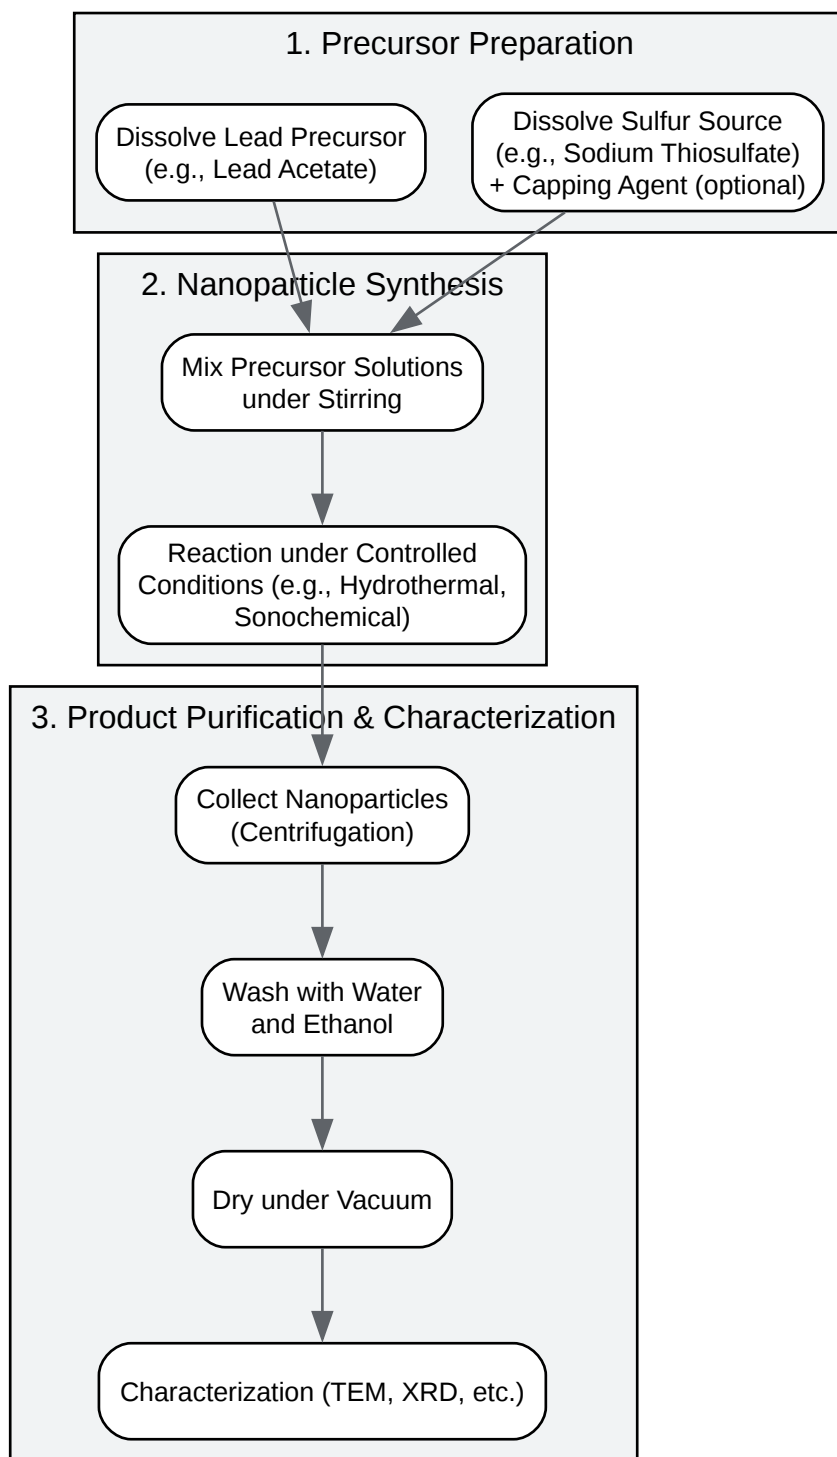 1. Precursor Preparation
Dissolve Lead Precursor
(e.g., Lead Acetate)
Dissolve Sulfur Source
(e.g., Sodium Thiosulfate)
+ Capping Agent (optional)
2. Nanoparticle Synthesis
Mix Precursor Solutions
under Stirring
Reaction under Controlled
Conditions (e.g., Hydrothermal,
Sonochemical)
3. Product Purification & Characterization
Collect Nanoparticles
(Centrifugation)
Wash with Water
and Ethanol
Dry under Vacuum
Characterization (TEM, XRD, etc.)